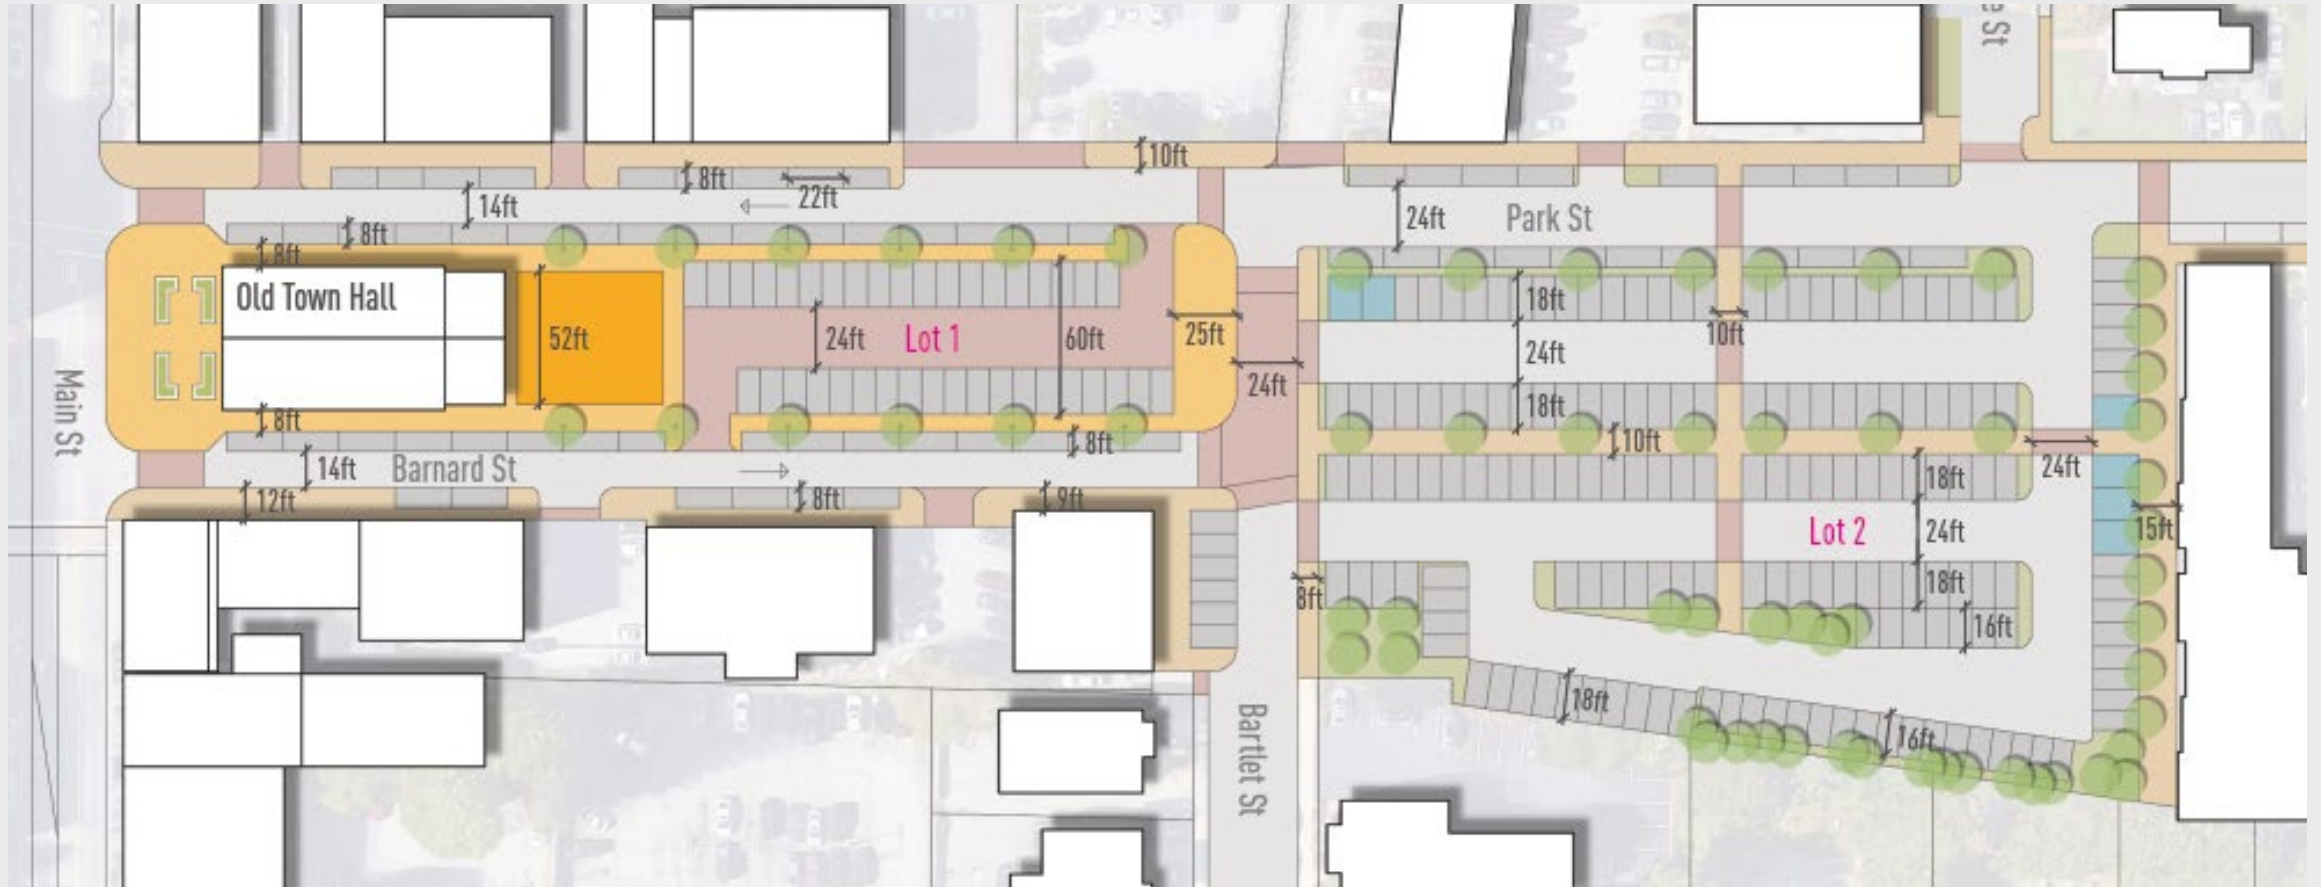 e St
10ft
8ft
22ft
14ft
24ft
Park St
8ft
8ft
Old Town Hall
18ft
52ft
24ft
Lot 1
60ft
25ft
10ft
24ft
24ft
18ft
Main St
8ft
8ft
10ft
14ft
Barnard St
24ft
18ft
12ft
8ft
9ft
Lot 2
24ft
15ft
8ft
18ft
16ft
18ft
16ft
Bartlet St